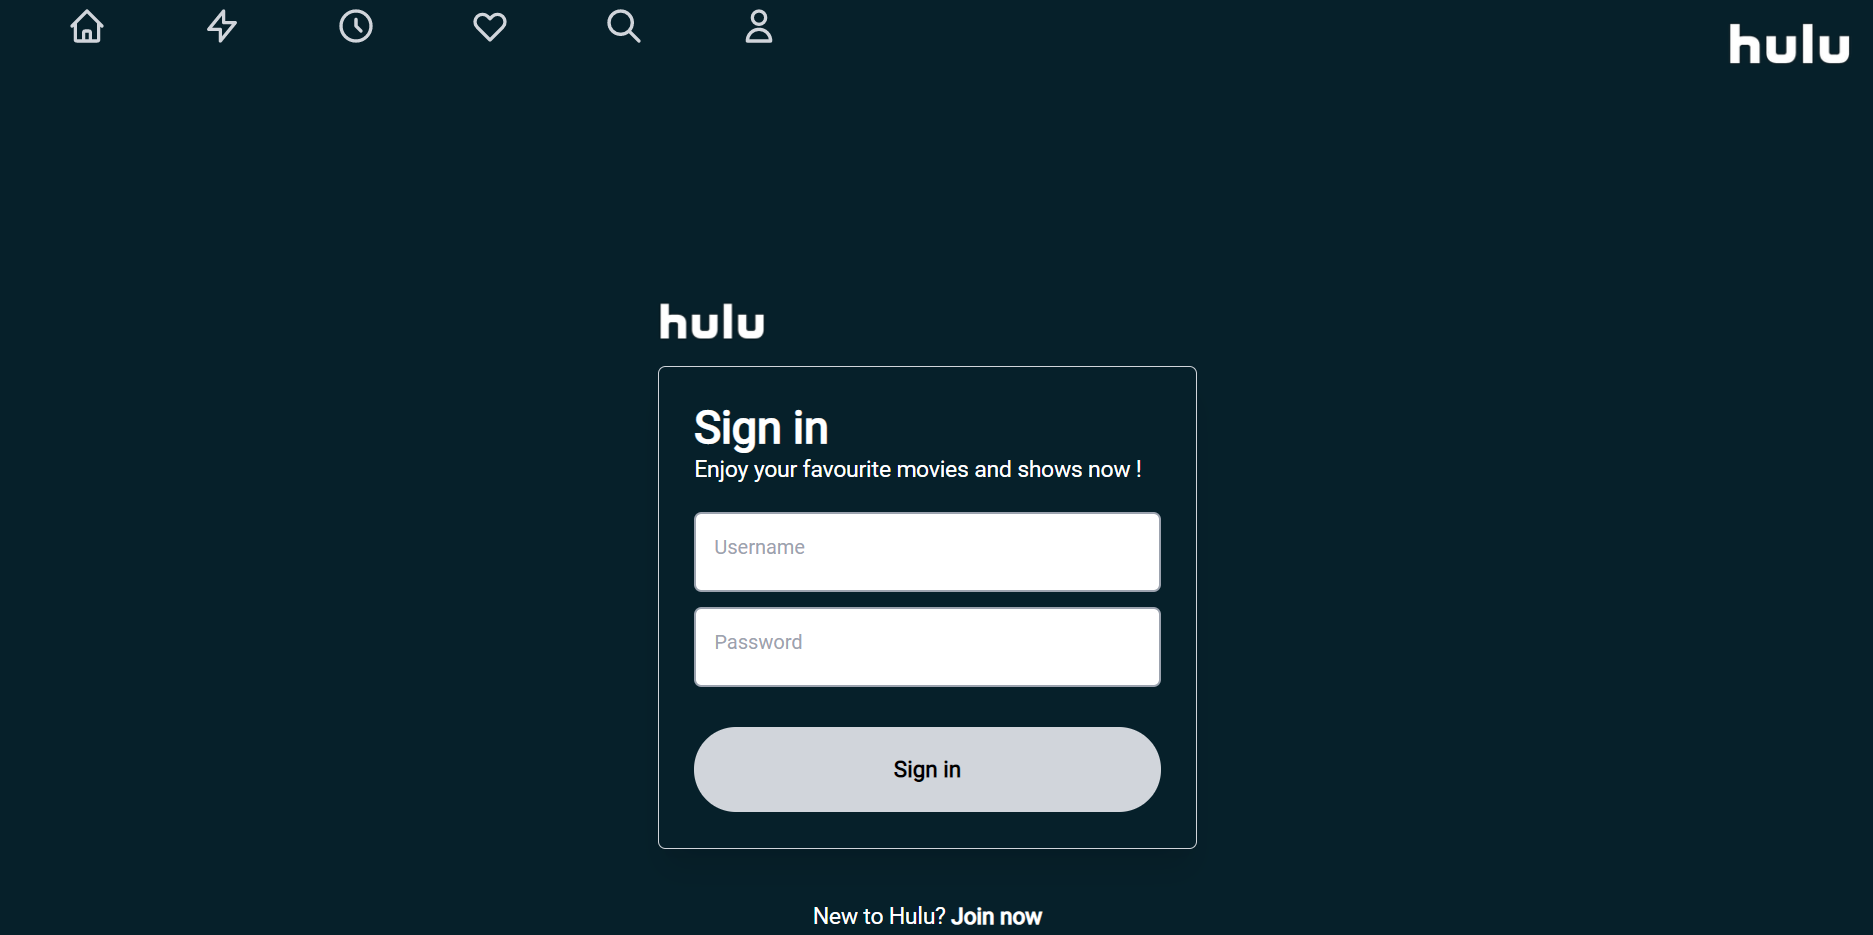 hulu
hulu
Sign in
Enjoy your favourite movies and shows now !
Username
Password
Sign in
New to Hulu? Join now